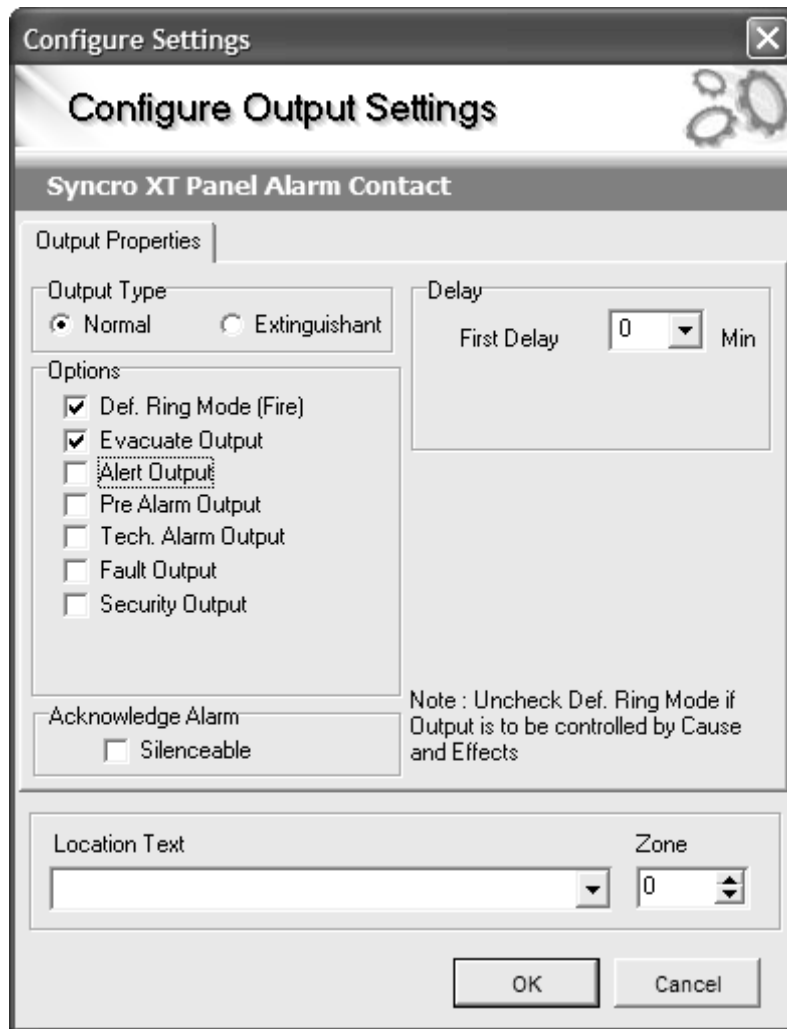 Configure Settings
Configure Output Settings
Syncro XT Panel Alarm Contact
Output Properties
Output Type
Normal
Extinguishant
Options
Def. Ring Mode (Fire)
Evacuate Output
Alert Output
Pre Alarm Output
Tech. Alarm Output
Fault Output
Security Output
Acknowledge Alarm
Silenceable
Delay
First Delay 0 Min
Note : Uncheck Def. Ring Mode if
Output is to be controlled by Cause
and Effects
Location Text
Zone
0
OK
Cancel